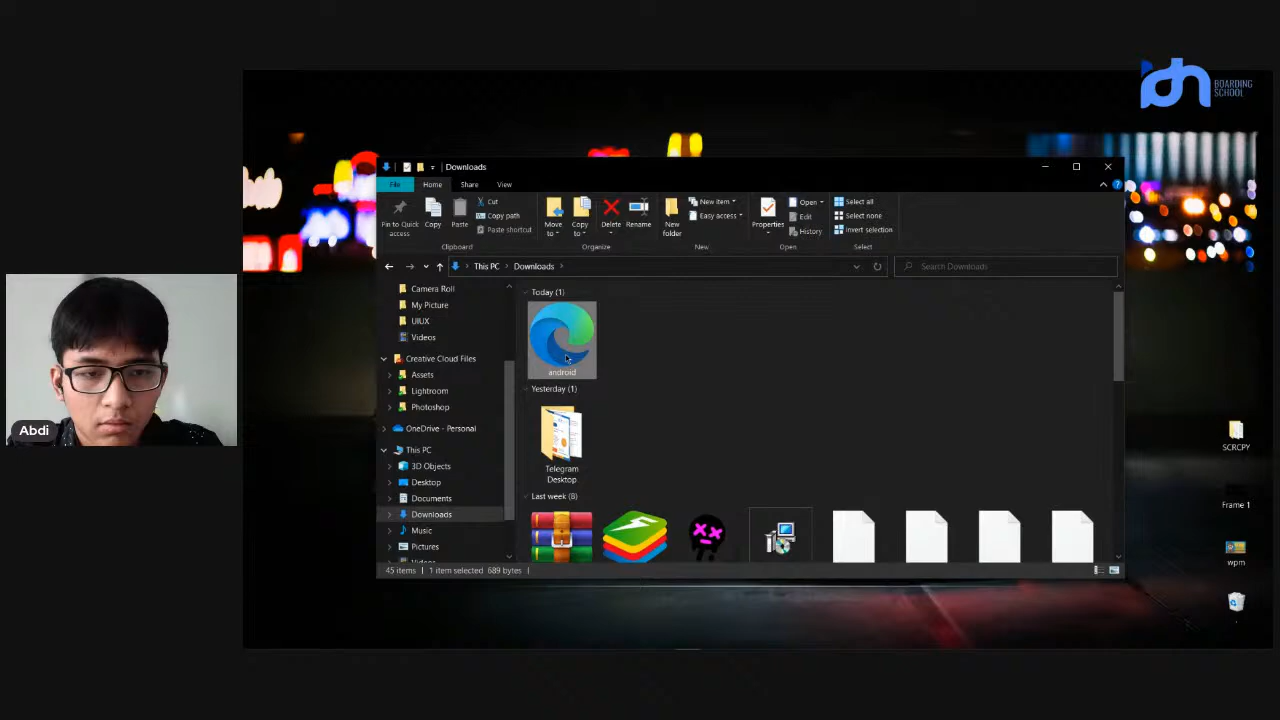 BOARDING
SCHOOL
Downloads
File
Home
Share
View
Pin to Quick
access
Copy
Paste
Cut
Copy path
Paste shortcut
Clipboard
Move
to
Copy
to
Delete
Rename
Organize
New
folder
New item
Easy access
New
Properties
Open
Edit
History
Open
Select all
Select none
Invert selection
Select
This PC
Downloads
Search Downloads
Camera Roll
My Picture
UIUX
Videos
Creative Cloud Files
Assets
Lightroom
Photoshop
OneDrive - Personal
This PC
3D Objects
Desktop
Documents
Downloads
Music
Pictures
Today (1)
android
Yesterday (1)
Telegram
Desktop
Last week (8)
45 items
1 item selected 689 bytes
Abdi
SCRCPY
Frame 1
wpm